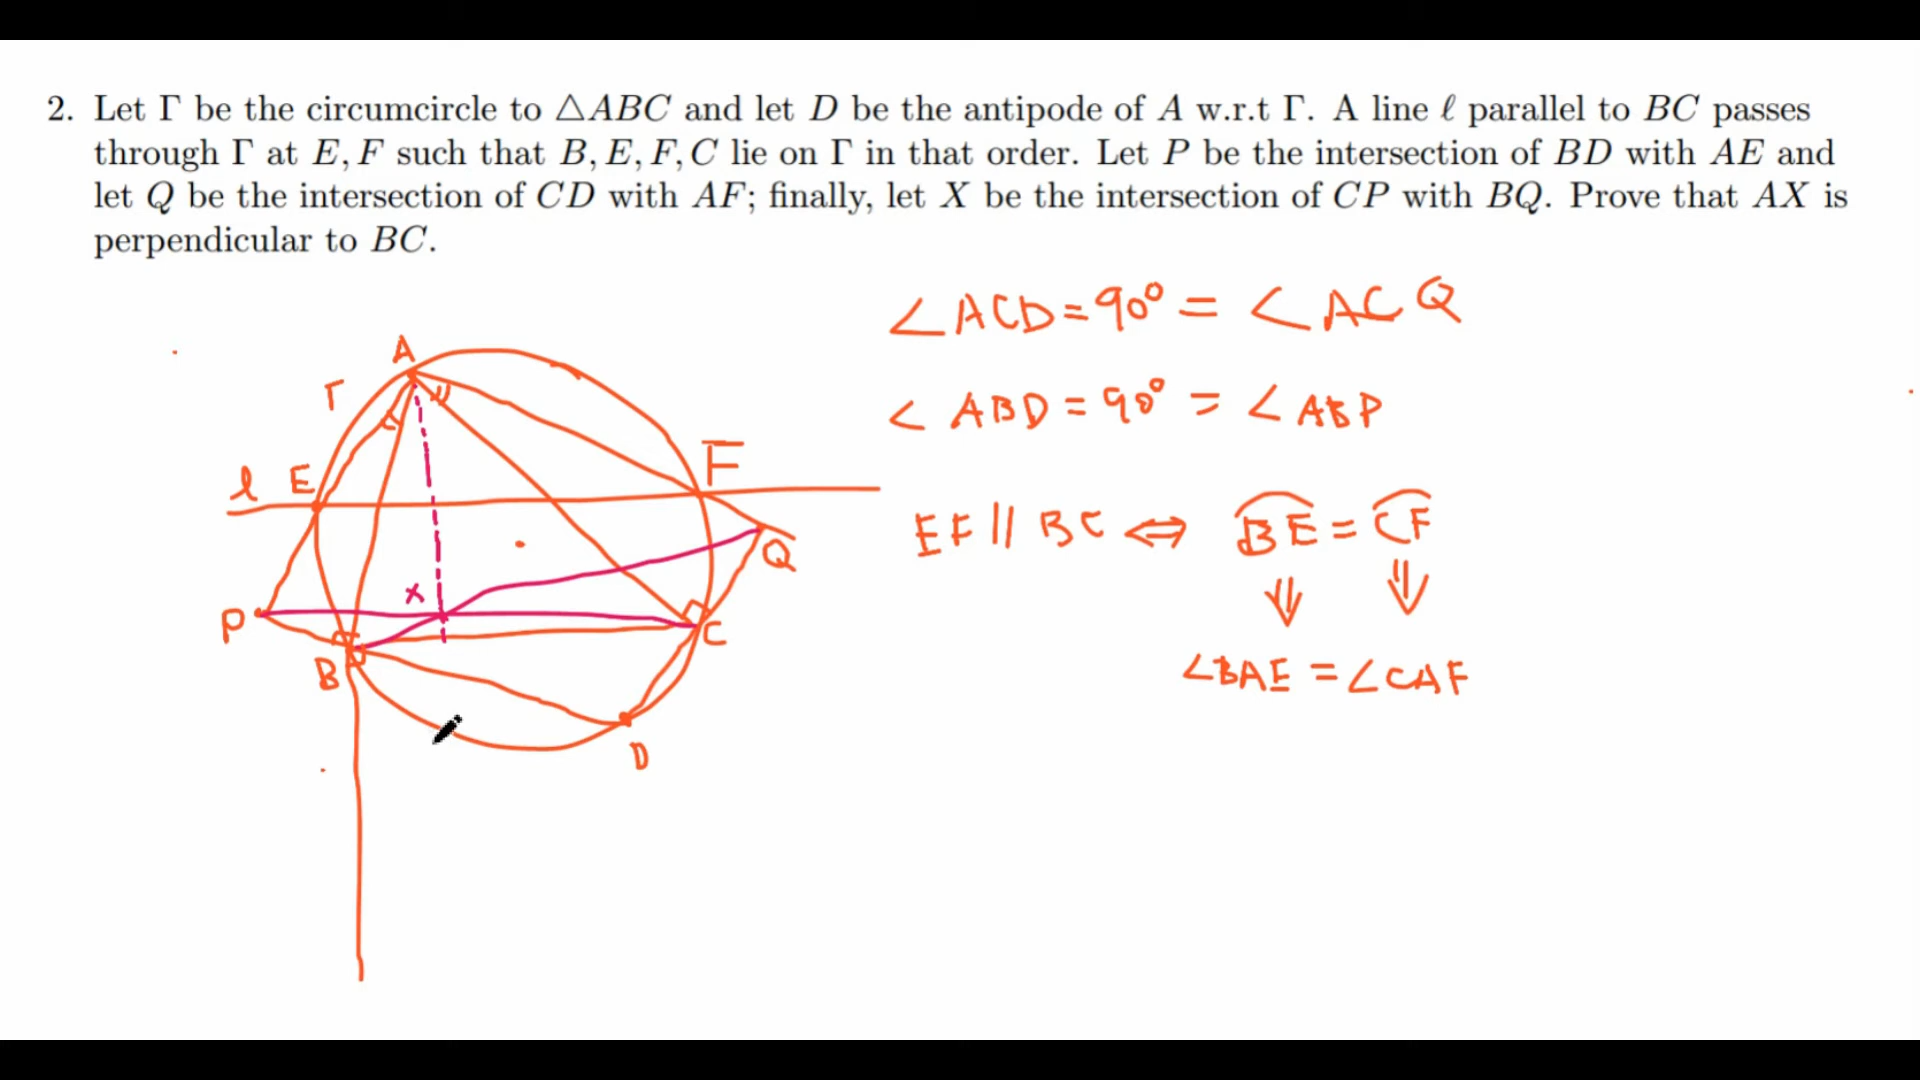 2. Let Γ be the circumcircle to △ABC and let D be the antipode of A w.r.t Γ. A line ℓ parallel to BC passes
through Γ at E, F such that B, E, F, C lie on Γ in that order. Let P be the intersection of BD with AE and
let Q be the intersection of CD with AF; finally, let X be the intersection of CP with BQ. Prove that AX is
perpendicular to BC.
∠ACD = 90° = ∠ACQ
A
Γ
∠ABD = 90° = ∠ABP
F
ℓ E
EF // BC ⇔ BE = CF
Q
X
P
C
B
⇓ ⇓
∠BAE = ∠CAF
D